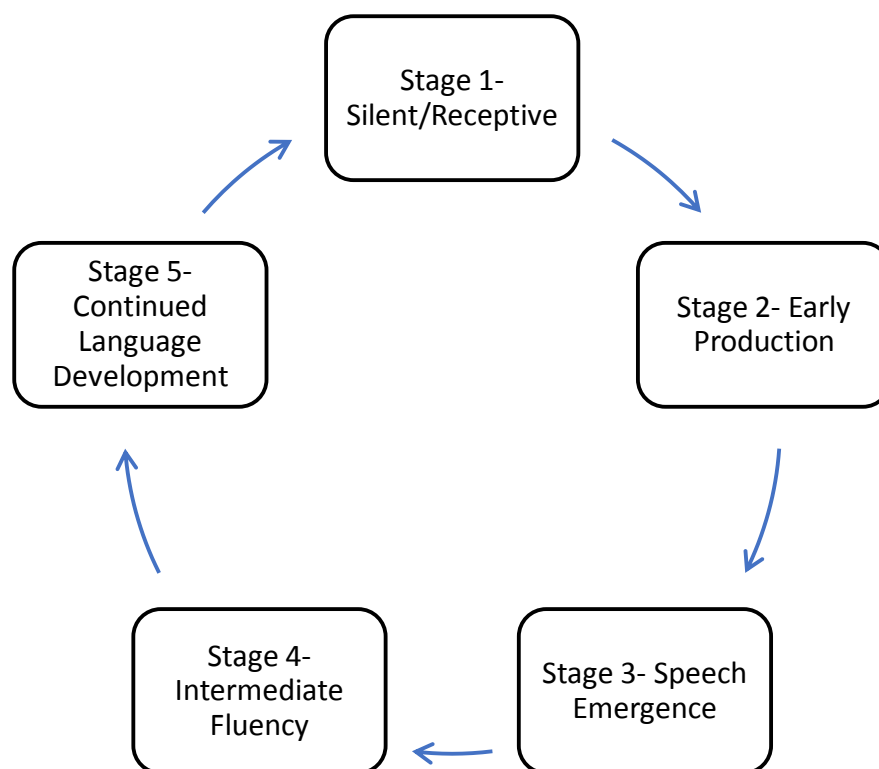 Stage 1-
Silent/Receptive
Stage 2- Early
Production
Stage 3- Speech
Emergence
Stage 4-
Intermediate
Fluency
Stage 5-
Continued
Language
Development